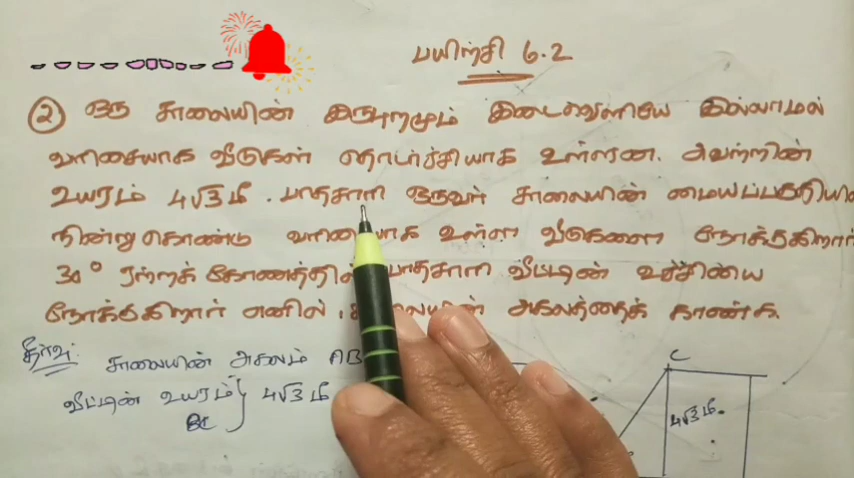 பயிற்சி 6.2
② ஒரு சாலையின் இருபுறமும் இடைவெளியே இல்லாமல்
வரிசையாக வீடுகள் தொடர்ச்சியாக உள்ளன. அவற்றின்
உயரம் 4√3 மீ. பாதசாரி ஒருவர் சாலையின் மையப்பகுதியில்
நின்றுகொண்டு வரிசையாக உள்ள வீடுகளை நோக்குகிறார்
30° ஏற்றக் கோணத்தில் பாதசாரி வீட்டின் உச்சியை
நோக்குகிறார் எனில், சாலையின் அகலத்தைக் காண்க.
தீர்வு: சாலையின் அகலம் AB
வீட்டின் உயரம் } 4√3 மீ
BC
C
4√3 மீ.